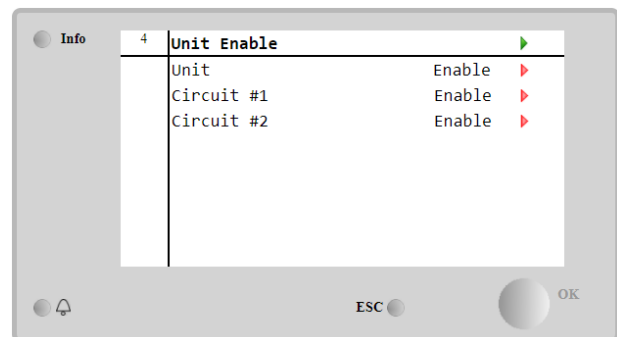 Info
4 Unit Enable
Unit Enable
Circuit #1 Enable
Circuit #2 Enable
ESC
OK